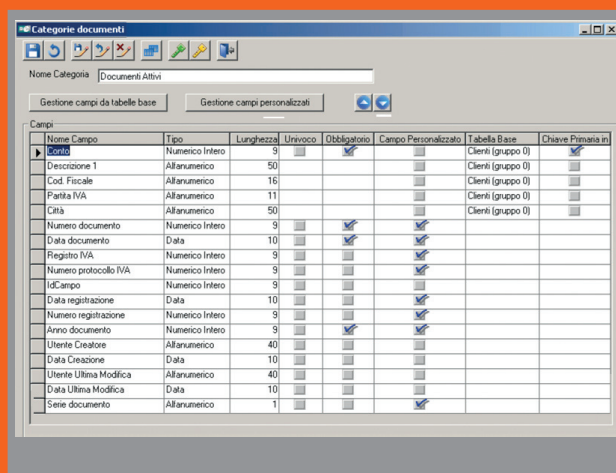 Categorie documenti
Nome Categoria Documenti Attivi
Gestione campi da tabelle base Gestione campi personalizzati
Campi
Nome Campo Tipo Lunghezza Univoco Obbligatorio Campo Personalizzato Tabella Base Chiave Primaria in
Conto Numerico Intero 9 Clienti (gruppo 0)
Descrizione 1 Alfanumerico 50 Clienti (gruppo 0)
Cod. Fiscale Alfanumerico 16 Clienti (gruppo 0)
Partita IVA Alfanumerico 11 Clienti (gruppo 0)
Città Alfanumerico 50 Clienti (gruppo 0)
Numero documento Numerico Intero 9
Data documento Data 10
Registro IVA Numerico Intero 9
Numero protocollo IVA Numerico Intero 9
IdCampo Numerico Intero 9
Data registrazione Data 10
Numero registrazione Numerico Intero 9
Anno documento Numerico Intero 9
Utente Creatore Alfanumerico 40
Data Creazione Data 10
Utente Ultima Modifica Alfanumerico 40
Data Ultima Modifica Data 10
Serie documento Alfanumerico 1